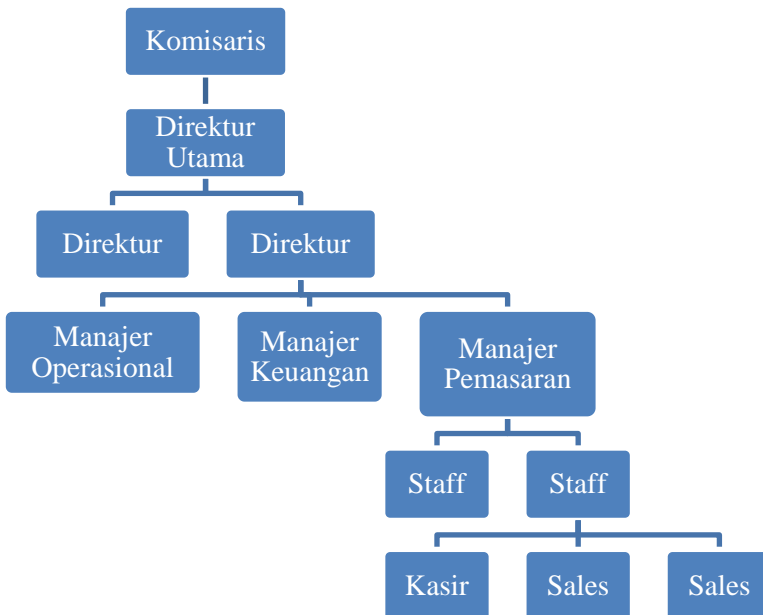 Komisaris
Direktur
Utama
Direktur
Direktur
Manajer
Operasional
Manajer
Keuangan
Manajer
Pemasaran
Staff
Staff
Kasir
Sales
Sales